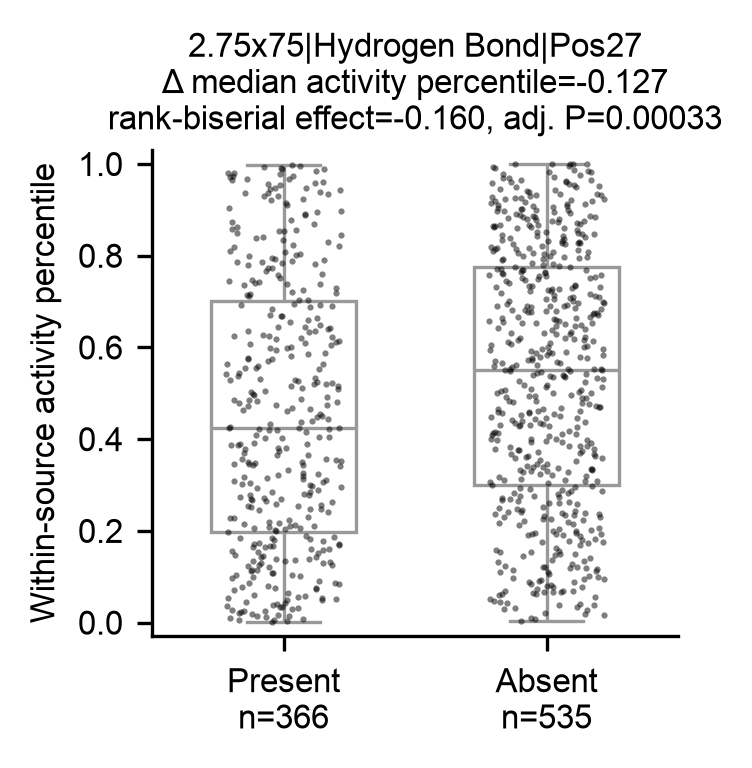 2.75x75|Hydrogen Bond|Pos27
Δ median activity percentile=-0.127
rank-biserial effect=-0.160, adj. P=0.00033
Within-source activity percentile
1.0
0.8
0.6
0.4
0.2
0.0
Present
n=366
Absent
n=535